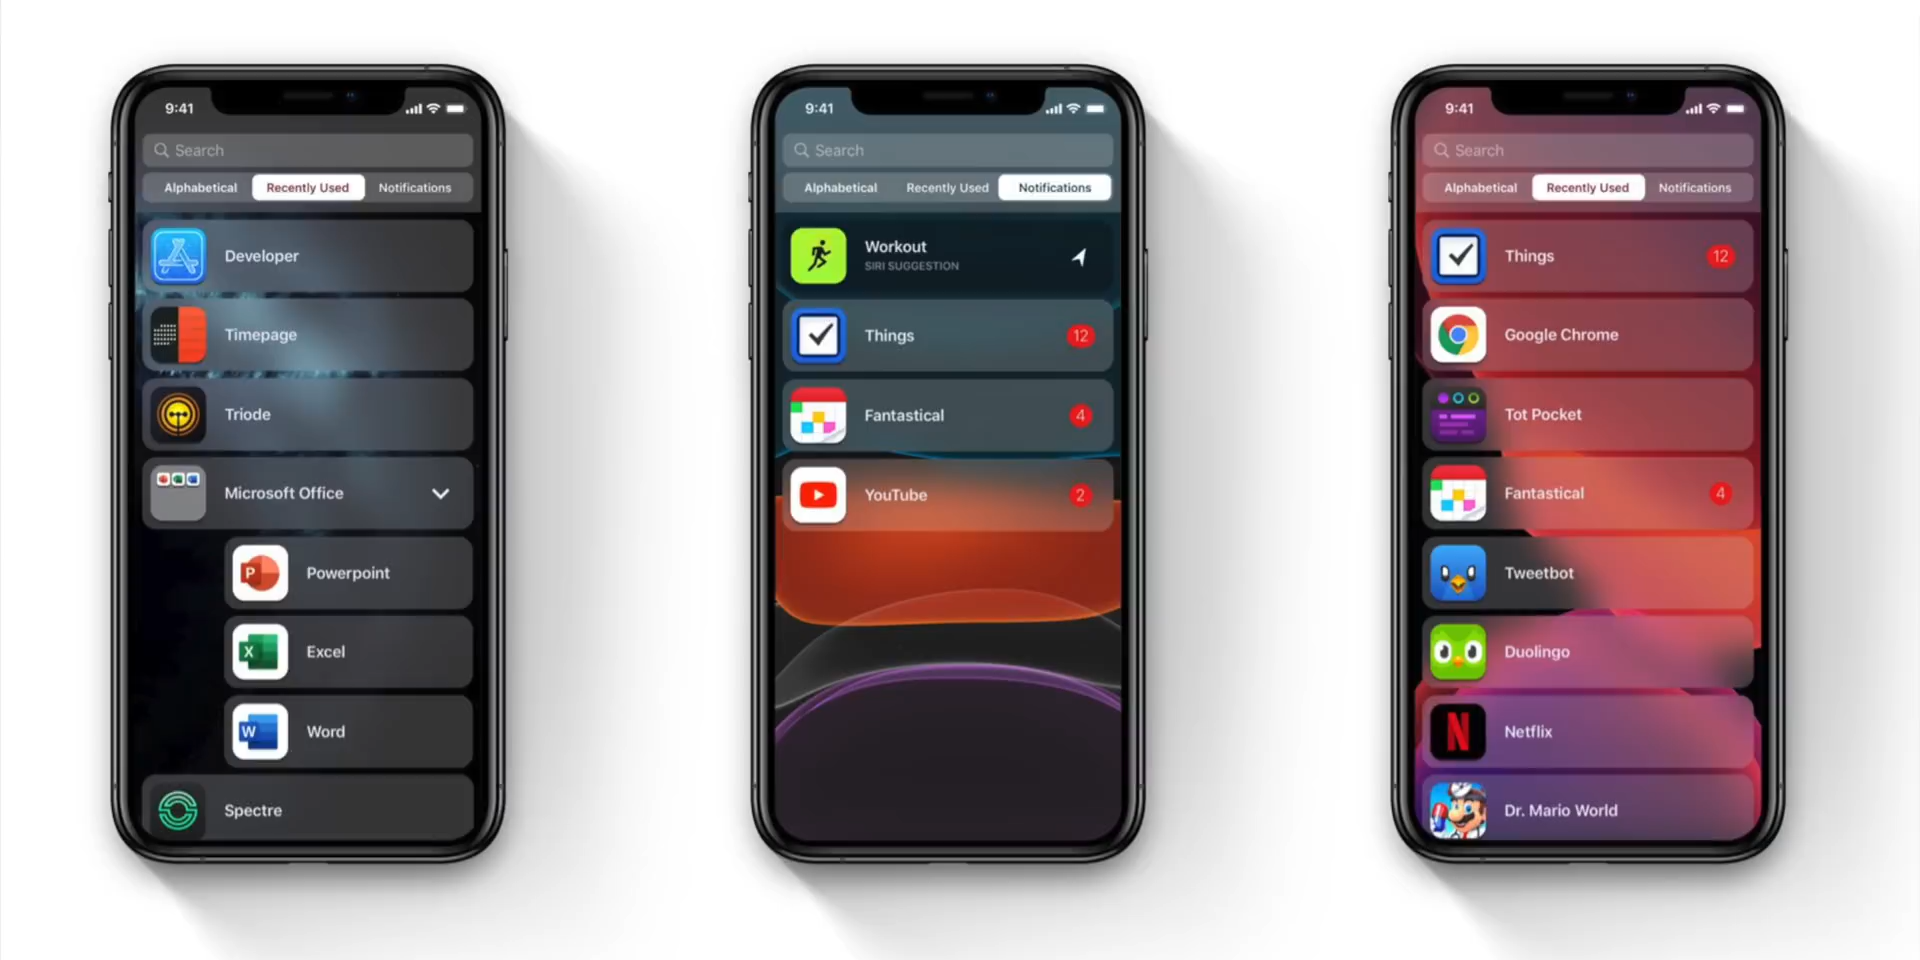 9:41
Search
Alphabetical Recently Used Notifications
Developer
Timepage
Triode
Microsoft Office
P Powerpoint
X Excel
W Word
Spectre
9:41
Search
Alphabetical Recently Used Notifications
Workout
SIRI SUGGESTION
Things 12
Fantastical 4
YouTube 2
9:41
Search
Alphabetical Recently Used Notifications
Things 12
Google Chrome
Tot Pocket
Fantastical 4
Tweetbot
Duolingo
N Netflix
Dr. Mario World